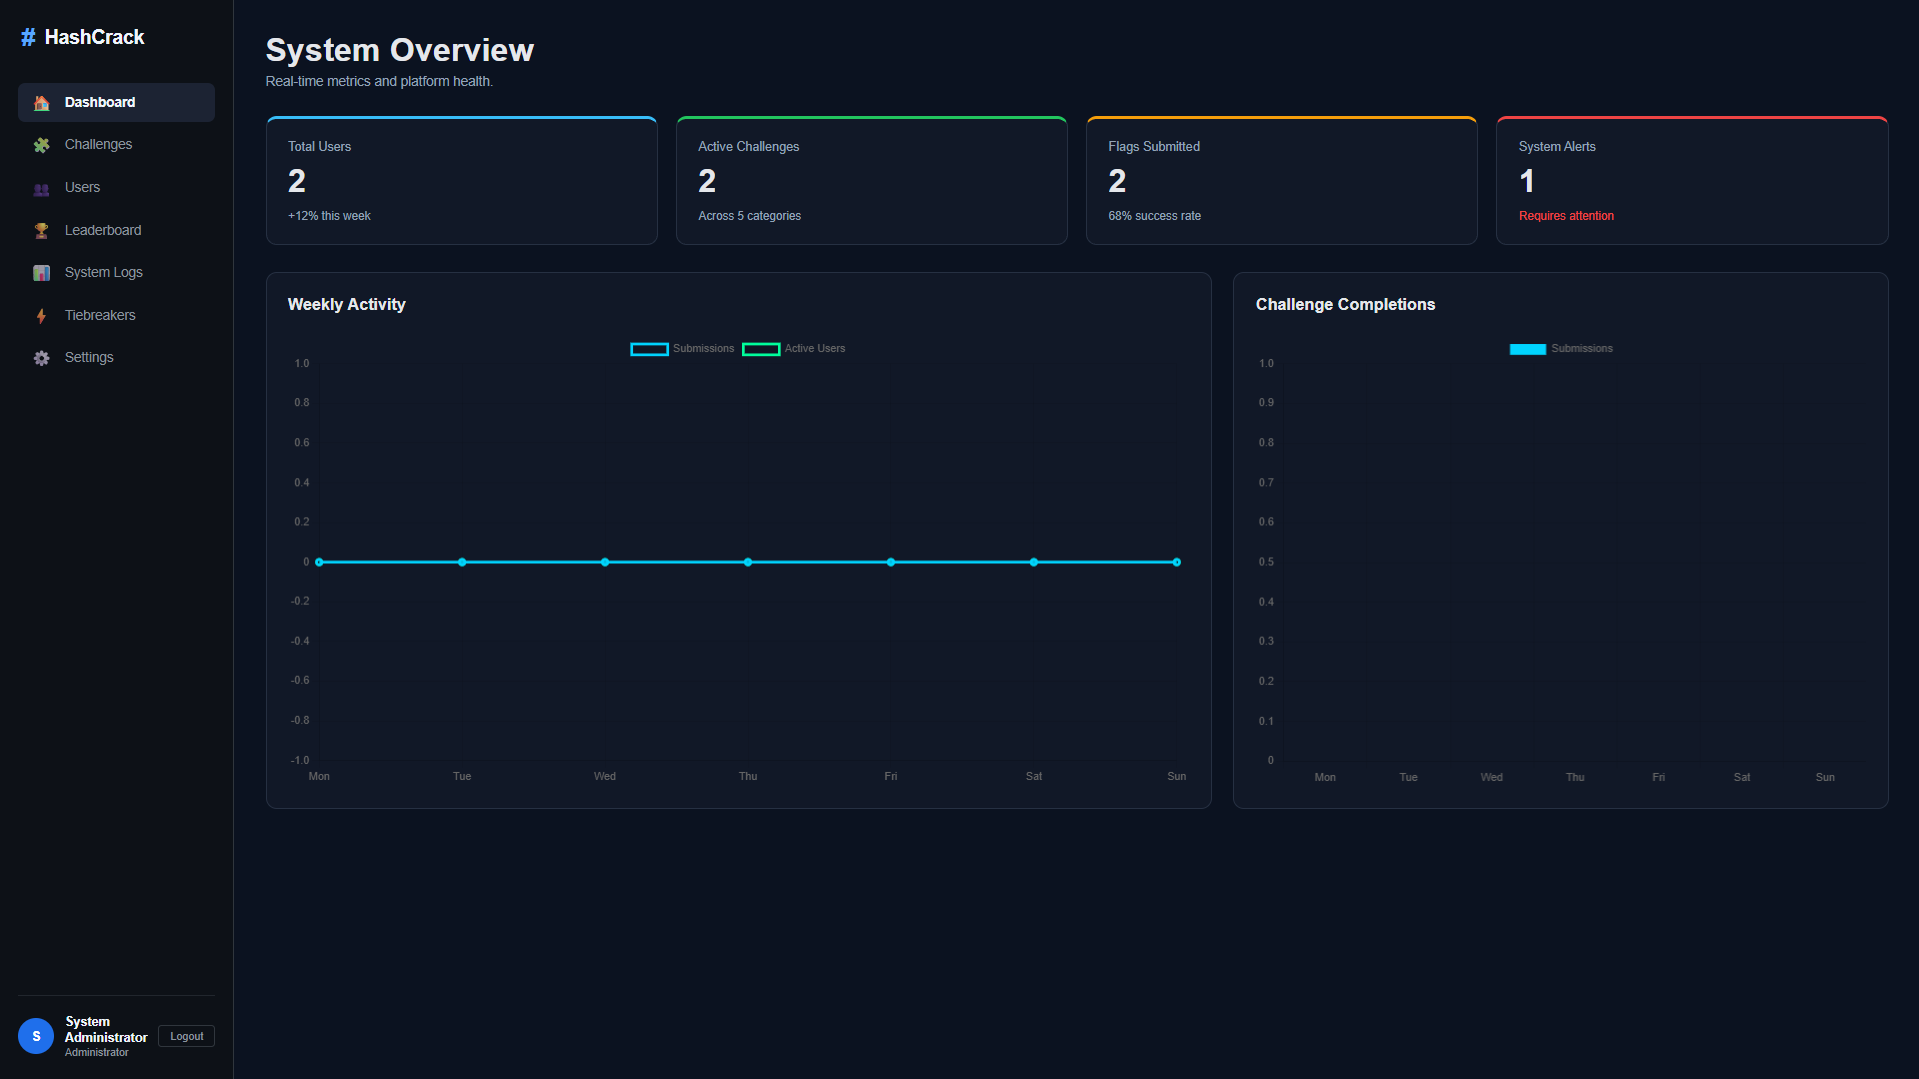 # HashCrack
Dashboard
Challenges
Users
Leaderboard
System Logs
Tiebreakers
Settings
S
System
Administrator
Administrator
Logout
System Overview
Real-time metrics and platform health.
Total Users
2
+12% this week
Active Challenges
2
Across 5 categories
Flags Submitted
2
68% success rate
System Alerts
1
Requires attention
Weekly Activity
Submissions Active Users
1.0
0.8
0.6
0.4
0.2
0
-0.2
-0.4
-0.6
-0.8
-1.0
Mon Tue Wed Thu Fri Sat Sun
Challenge Completions
Submissions
1.0
0.9
0.8
0.7
0.6
0.5
0.4
0.3
0.2
0.1
0
Mon Tue Wed Thu Fri Sat Sun